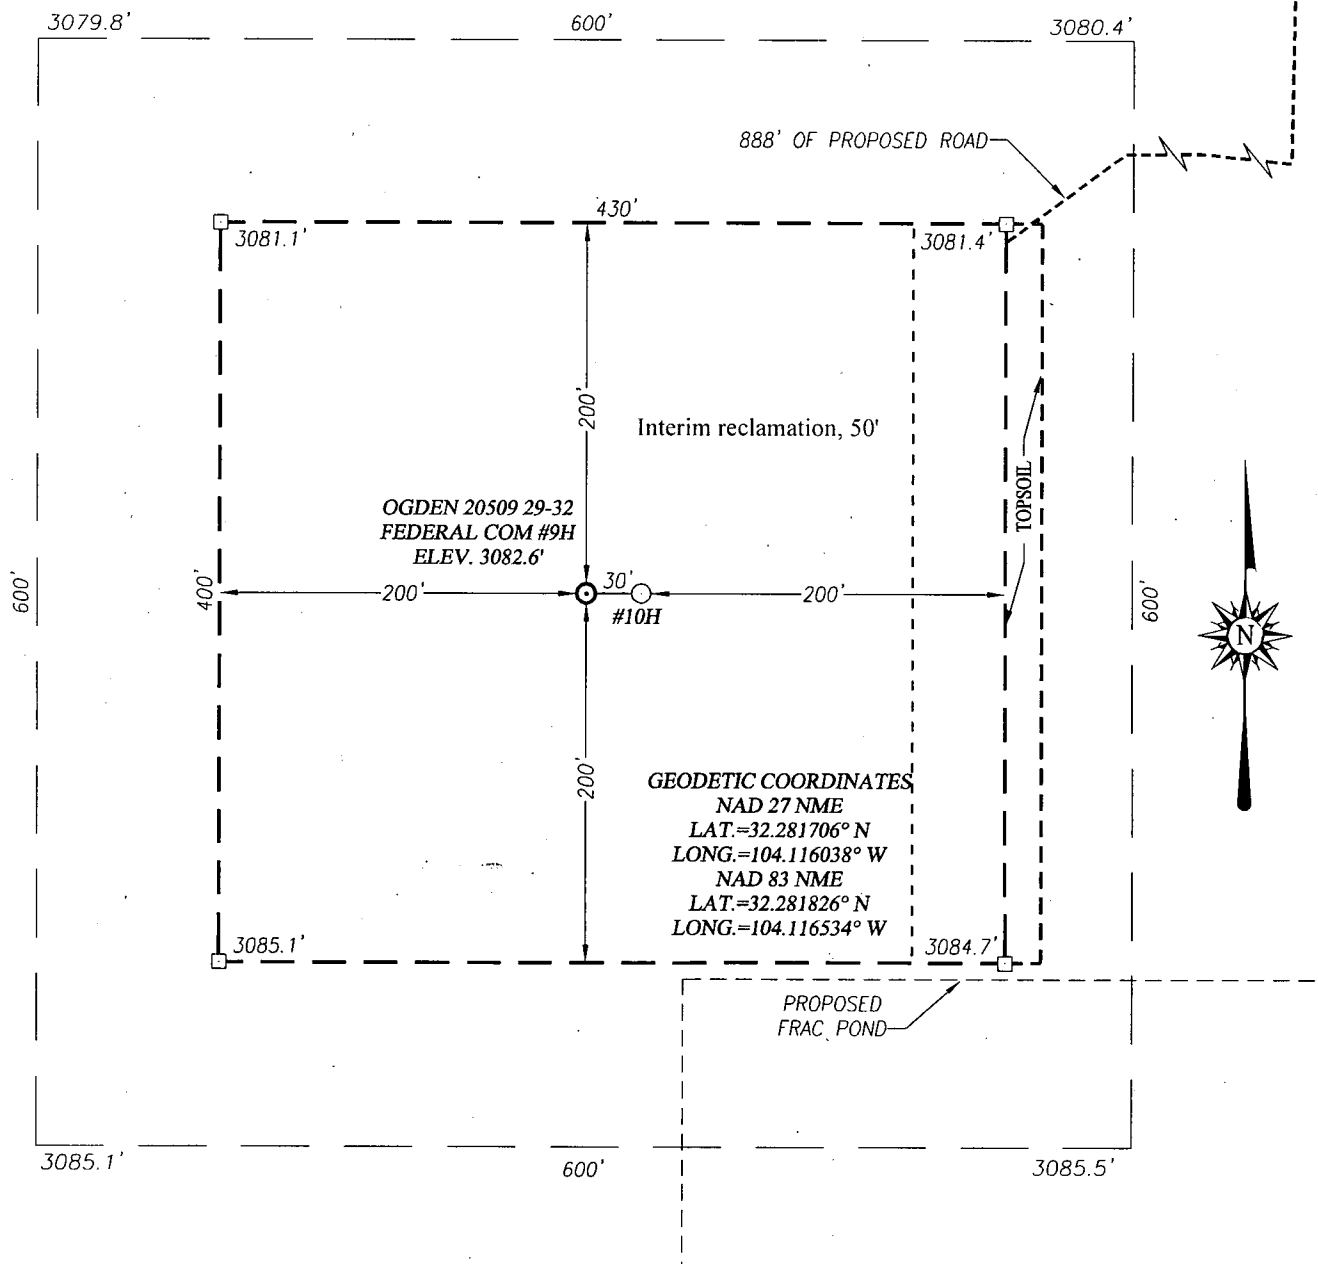 3079.8'
600'
3080.4'
888' OF PROPOSED ROAD
430'
3081.1'
3081.4'
200'
Interim reclamation, 50'
TOPSOIL
OGDEN 20509 29-32
FEDERAL COM #9H
ELEV. 3082.6'
600'
400'
200'
30'
#10H
200'
600'
N
200'
GEODETIC COORDINATES
NAD 27 NME
LAT.=32.281706° N
LONG.=104.116038° W
NAD 83 NME
LAT.=32.281826° N
LONG.=104.116534° W
3085.1'
3084.7'
PROPOSED
FRAC POND
3085.1'
600'
3085.5'